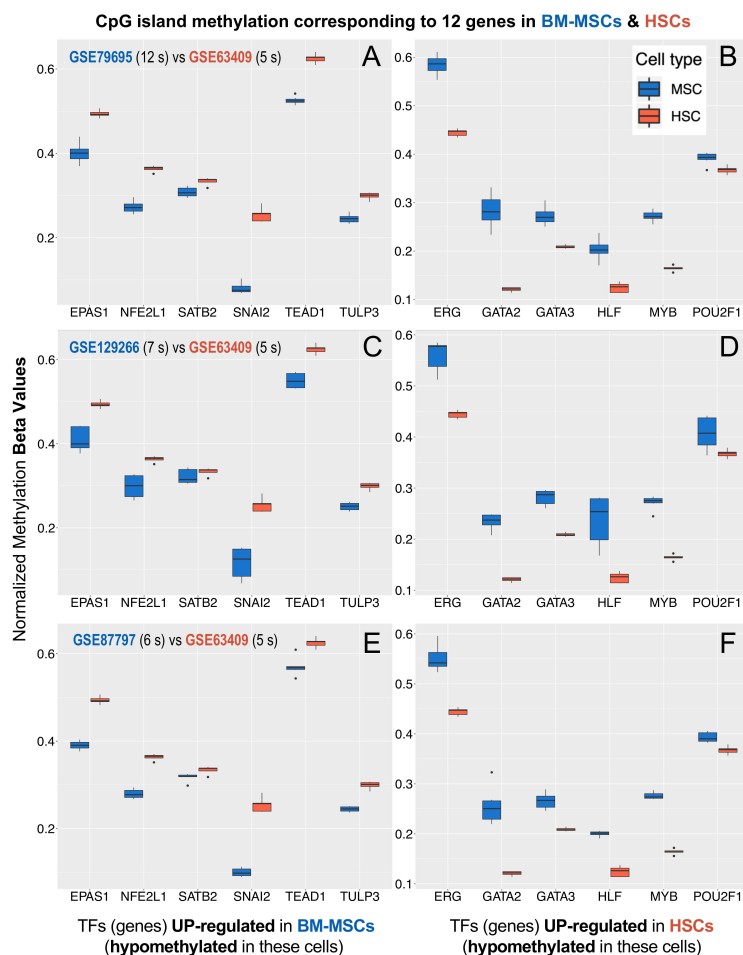 CpG island methylation corresponding to 12 genes in BM-MSCs & HSCs
Normalized Methylation Beta Values
GSE79695 (12 s) vs GSE63409 (5 s)
A
0.6
0.4
0.2
EPAS1 NFE2L1 SATB2 SNAI2 TEAD1 TULP3
B
Cell type
MSC
HSC
0.6
0.5
0.4
0.3
0.2
0.1
ERG GATA2 GATA3 HLF MYB POU2F1
GSE129266 (7 s) vs GSE63409 (5 s)
C
0.6
0.4
0.2
EPAS1 NFE2L1 SATB2 SNAI2 TEAD1 TULP3
D
0.6
0.5
0.4
0.3
0.2
0.1
ERG GATA2 GATA3 HLF MYB POU2F1
GSE87797 (6 s) vs GSE63409 (5 s)
E
0.6
0.4
0.2
EPAS1 NFE2L1 SATB2 SNAI2 TEAD1 TULP3
F
0.6
0.5
0.4
0.3
0.2
0.1
ERG GATA2 GATA3 HLF MYB POU2F1
TFs (genes) UP-regulated in BM-MSCs
(hypomethylated in these cells)
TFs (genes) UP-regulated in HSCs
(hypomethylated in these cells)